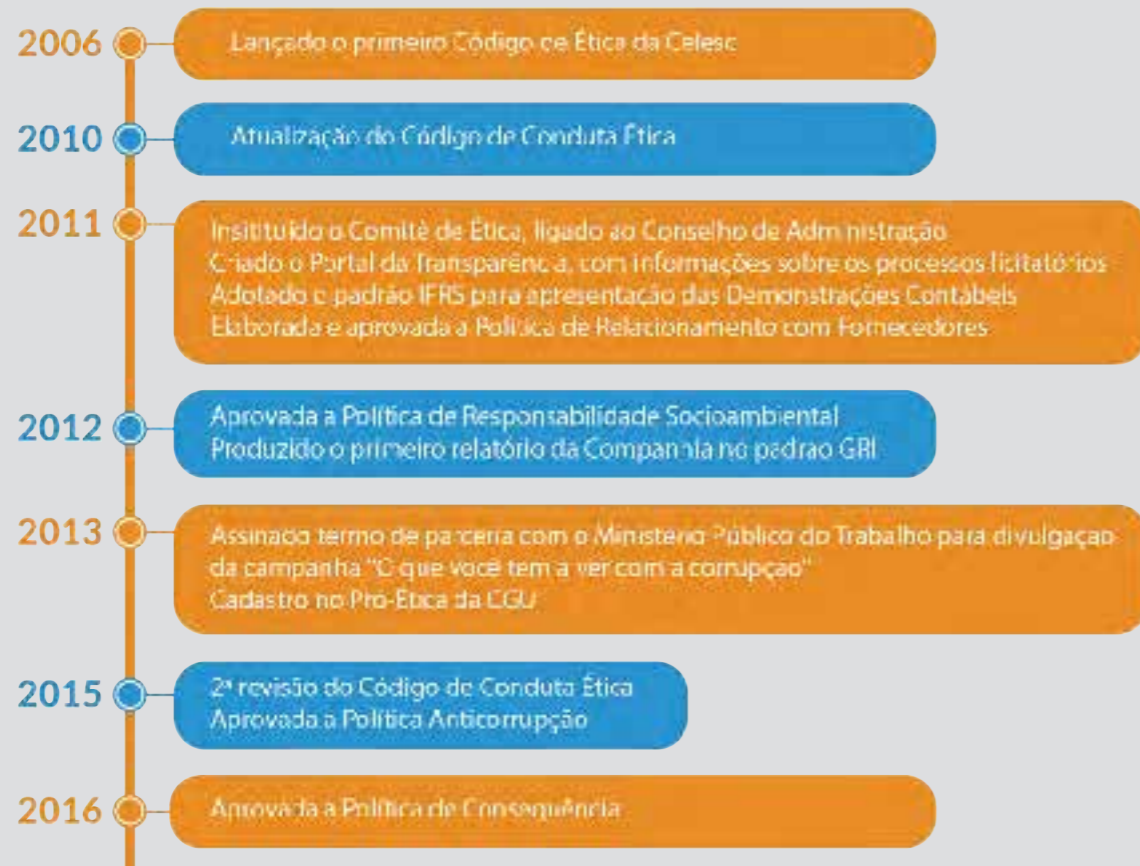 2006
Lançado o primeiro Código de Ética da Celesc
2010
Atualização do Código de Conduta Ética
2011
Insitituído o Comitê de Ética, ligado ao Conselho de Administração
Criado o Portal da Transparência, com informações sobre os processos licitatórios
Adotado o padrão IFRS para apresentação das Demonstrações Contábeis
Elaborada e aprovada a Política de Relacionamento com Fornecedores
2012
Aprovada a Política de Responsabilidade Socioambiental
Produzido o primeiro relatório da Companhia no padrão GRI
2013
Assinado termo de parceria com o Ministério Público do Trabalho para divulgação
da campanha "O que você tem a ver com a corrupção"
Cadastro no Pró-Ética da CGU
2015
2ª revisão do Código de Conduta Ética
Aprovada a Política Anticorrupção
2016
Aprovada a Política de Consequência